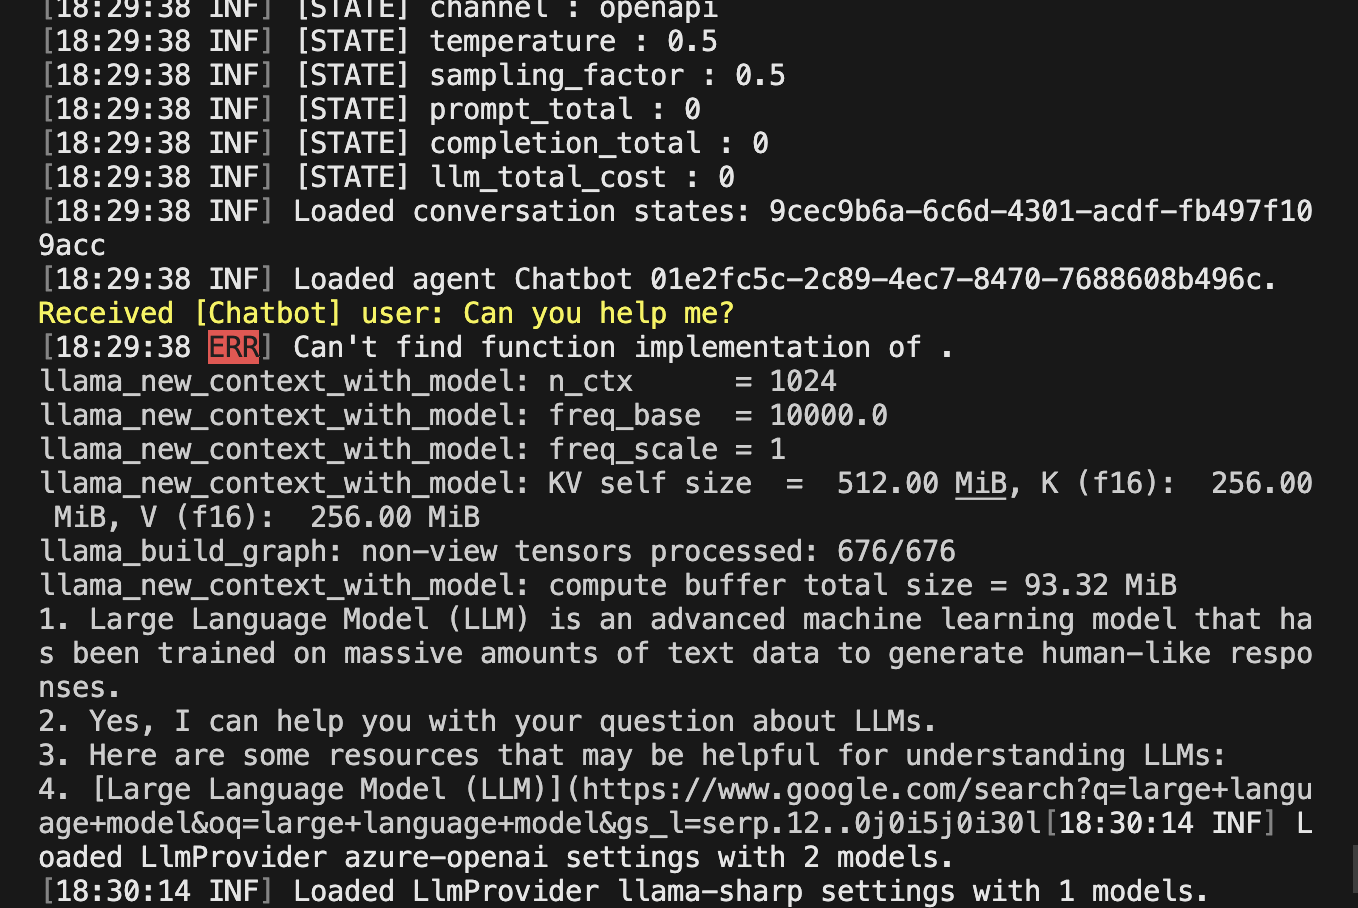 [18:29:38 INF] [STATE] channel : openapi
[18:29:38 INF] [STATE] temperature : 0.5
[18:29:38 INF] [STATE] sampling_factor : 0.5
[18:29:38 INF] [STATE] prompt_total : 0
[18:29:38 INF] [STATE] completion_total : 0
[18:29:38 INF] [STATE] llm_total_cost : 0
[18:29:38 INF] Loaded conversation states: 9cec9b6a-6c6d-4301-acdf-fb497f10
9acc
[18:29:38 INF] Loaded agent Chatbot 01e2fc5c-2c89-4ec7-8470-7688608b496c.
Received [Chatbot] user: Can you help me?
[18:29:38 ERR] Can't find function implementation of .
llama_new_context_with_model: n_ctx      = 1024
llama_new_context_with_model: freq_base  = 10000.0
llama_new_context_with_model: freq_scale = 1
llama_new_context_with_model: KV self size  =  512.00 MiB, K (f16):  256.00
 MiB, V (f16):  256.00 MiB
llama_build_graph: non-view tensors processed: 676/676
llama_new_context_with_model: compute buffer total size = 93.32 MiB
1. Large Language Model (LLM) is an advanced machine learning model that ha
s been trained on massive amounts of text data to generate human-like respo
nses.
2. Yes, I can help you with your question about LLMs.
3. Here are some resources that may be helpful for understanding LLMs:
4. [Large Language Model (LLM)](https://www.google.com/search?q=large+langu
age+model&oq=large+language+model&gs_l=serp.12..0j0i5j0i30l[18:30:14 INF] L
oaded LlmProvider azure-openai settings with 2 models.
[18:30:14 INF] Loaded LlmProvider llama-sharp settings with 1 models.